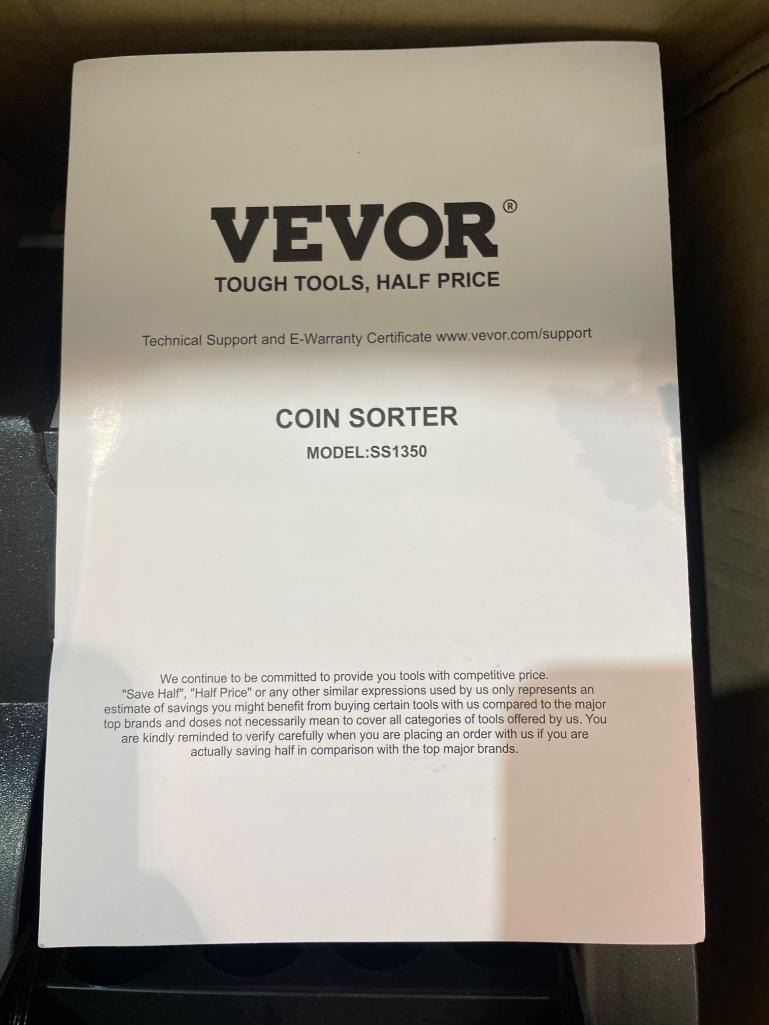 VEVOR®
TOUGH TOOLS, HALF PRICE
Technical Support and E-Warranty Certificate www.vevor.com/support
COIN SORTER
MODEL:SS1350
We continue to be committed to provide you tools with competitive price.
"Save Half", "Half Price" or any other similar expressions used by us only represents an
estimate of savings you might benefit from buying certain tools with us compared to the major
top brands and doses not necessarily mean to cover all categories of tools offered by us. You
are kindly reminded to verify carefully when you are placing an order with us if you are
actually saving half in comparison with the top major brands.